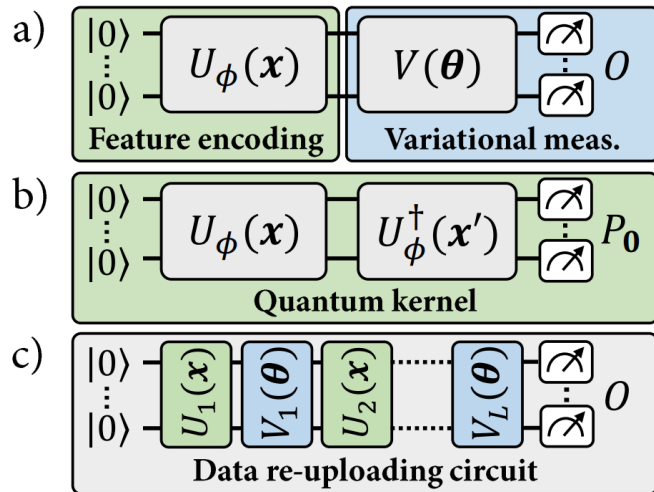 a) |0⟩ U_ϕ(𝒙) V(𝜽) O
|0⟩
Feature encoding Variational meas.
b) |0⟩ U_ϕ(𝒙) U_ϕ^†(𝒙′) P_𝟎
|0⟩
Quantum kernel
c) |0⟩ U_1(𝒙) V_1(𝜽) U_2(𝒙) V_L(𝜽) O
|0⟩
Data re-uploading circuit